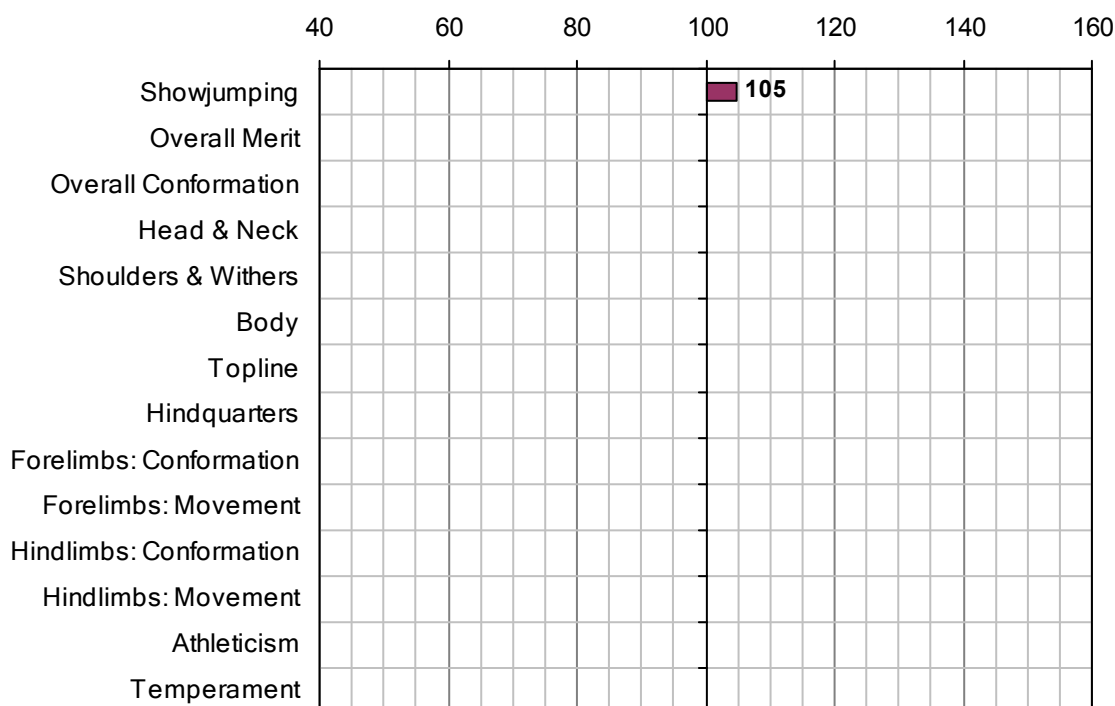 40 60 80 100 120 140 160
Showjumping 105
Overall Merit
Overall Conformation
Head & Neck
Shoulders & Withers
Body
Topline
Hindquarters
Forelimbs: Conformation
Forelimbs: Movement
Hindlimbs: Conformation
Hindlimbs: Movement
Athleticism
Temperament